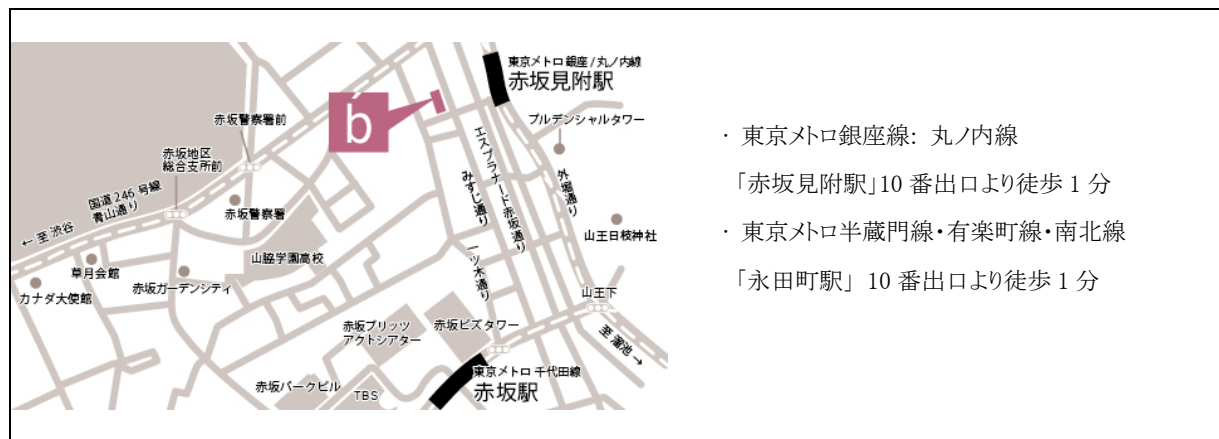 東京メトロ 銀座/丸ノ内線
赤坂見附駅
b
プルデンシャルタワー
赤坂警察署前
赤坂地区
総合支所前
国道246号線
青山通り
← 至 渋谷
赤坂警察署
エスプラナード赤坂通り
みすじ通り
一ツ木通り
外堀通り
山王日枝神社
山脇学園高校
草月会館
カナダ大使館
赤坂ガーデンシティ
山王下
至 溜池 →
赤坂ブリッツ
アクトシアター
赤坂ビズタワー
東京メトロ 千代田線
赤坂駅
赤坂パークビル
TBS
· 東京メトロ銀座線: 丸ノ内線
「赤坂見附駅」10 番出口より徒歩 1 分
· 東京メトロ半蔵門線・有楽町線・南北線
「永田町駅」 10 番出口より徒歩 1 分